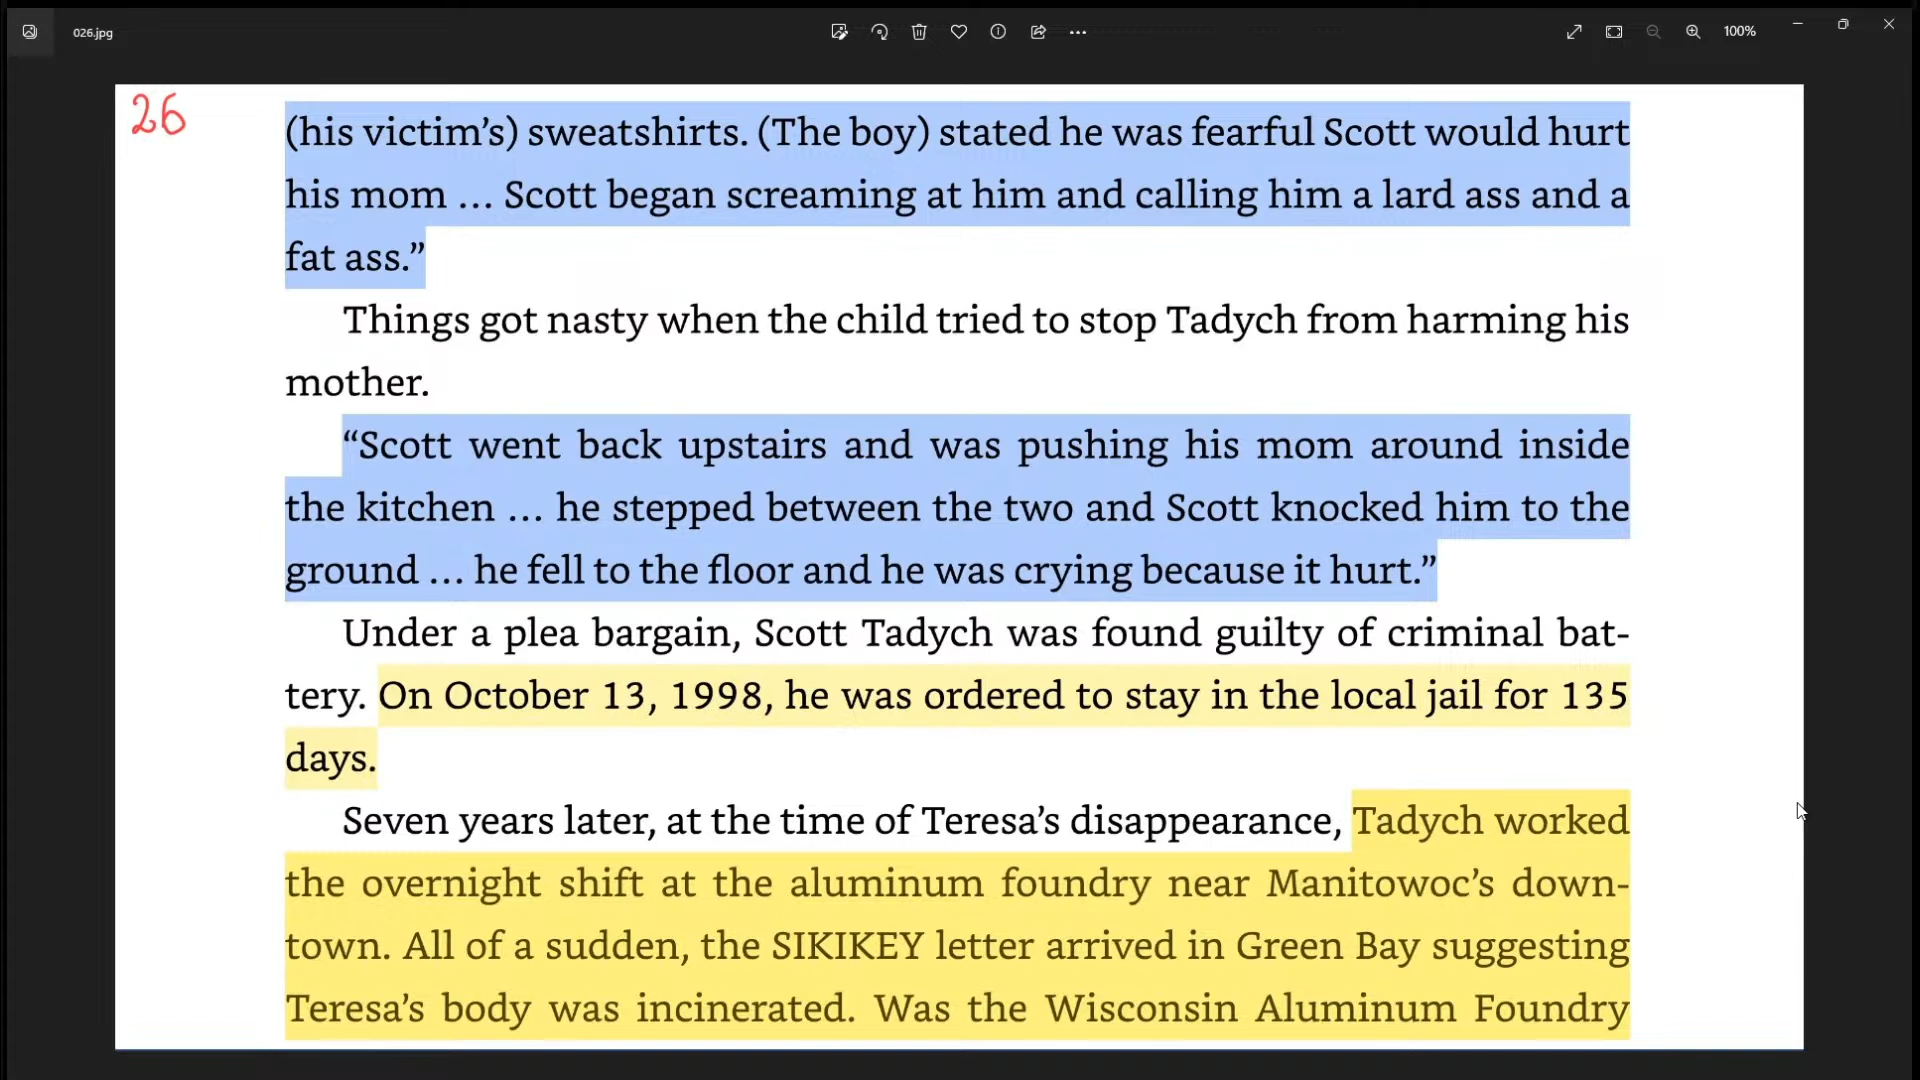 026.jpg
100%
26
(his victim’s) sweatshirts. (The boy) stated he was fearful Scott would hurt
his mom … Scott began screaming at him and calling him a lard ass and a
fat ass.”
Things got nasty when the child tried to stop Tadych from harming his
mother.
“Scott went back upstairs and was pushing his mom around inside
the kitchen … he stepped between the two and Scott knocked him to the
ground … he fell to the floor and he was crying because it hurt.”
Under a plea bargain, Scott Tadych was found guilty of criminal bat-
tery. On October 13, 1998, he was ordered to stay in the local jail for 135
days.
Seven years later, at the time of Teresa’s disappearance, Tadych worked
the overnight shift at the aluminum foundry near Manitowoc’s down-
town. All of a sudden, the SIKIKEY letter arrived in Green Bay suggesting
Teresa’s body was incinerated. Was the Wisconsin Aluminum Foundry